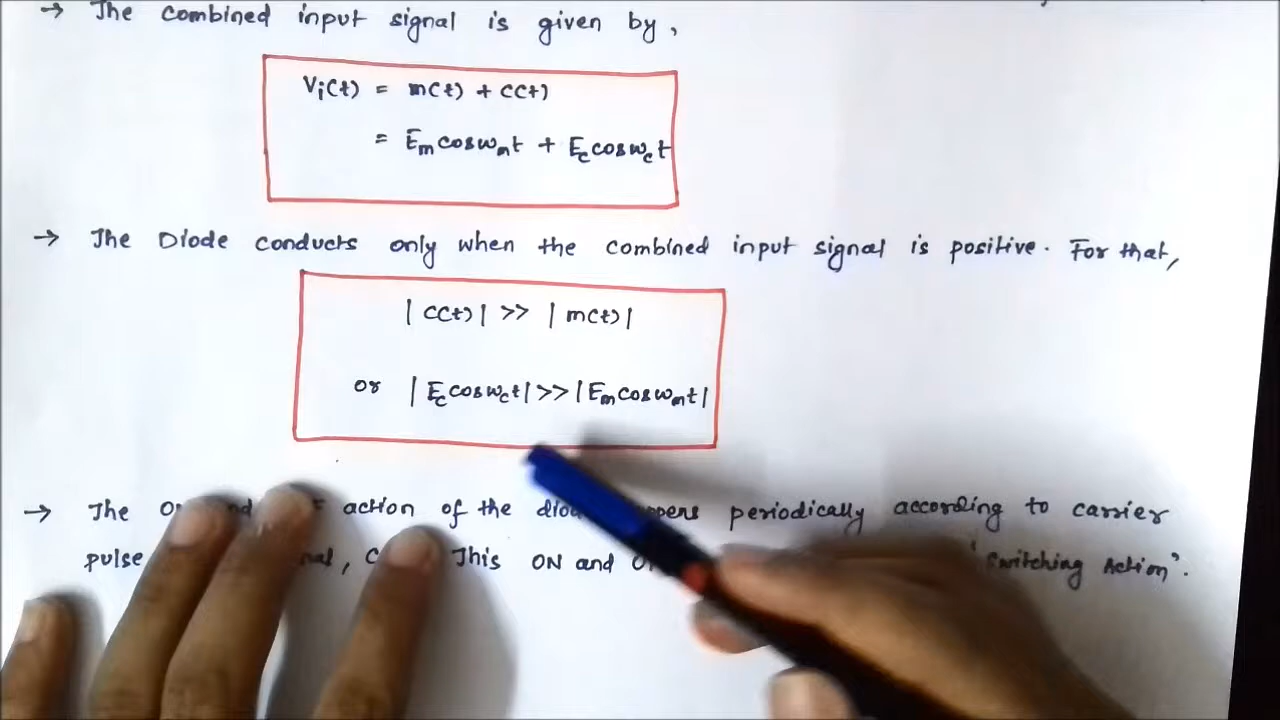 → The combined input signal is given by,
Vi(t) = m(t) + c(t)
= Em cos ωmt + Ec cos ωct
→ The Diode conducts only when the combined input signal is positive. For that,
| c(t) | >> | m(t) |
or | Ec cos ωct | >> | Em cos ωmt |
→ The action of the periodically according to carrier
pulse This ON and 'Switching Action'.